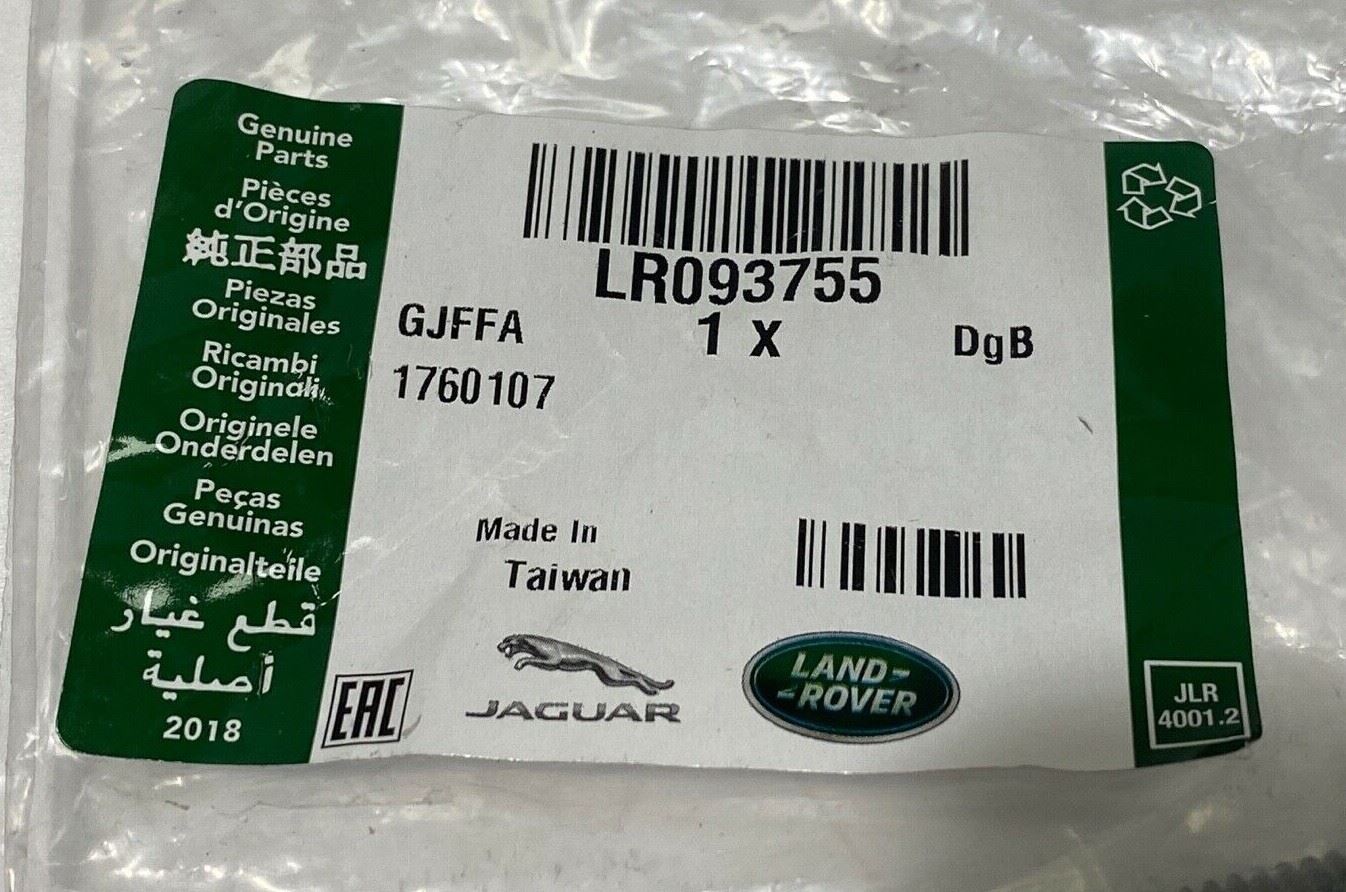 Genuine
Parts
Pièces
d'Origine
純正部品
Piezas
Originales
Ricambi
Originali
Originele
Onderdelen
Peças
Genuinas
Originalteile
قطع غيار
أصلية
2018
EAC
LR093755
GJFFA
1 X
DgB
1760107
Made In
Taiwan
JAGUAR
LAND-
-ROVER
JLR
4001.2